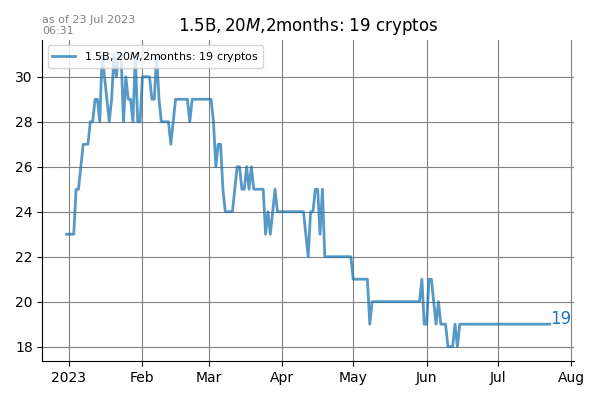 as of 23 Jul 2023
06:31
1.5B, 20M,2months: 19 cryptos
1.5B, 20M,2months: 19 cryptos
30
28
26
24
22
20
18
19
2023 Feb Mar Apr May Jun Jul Aug